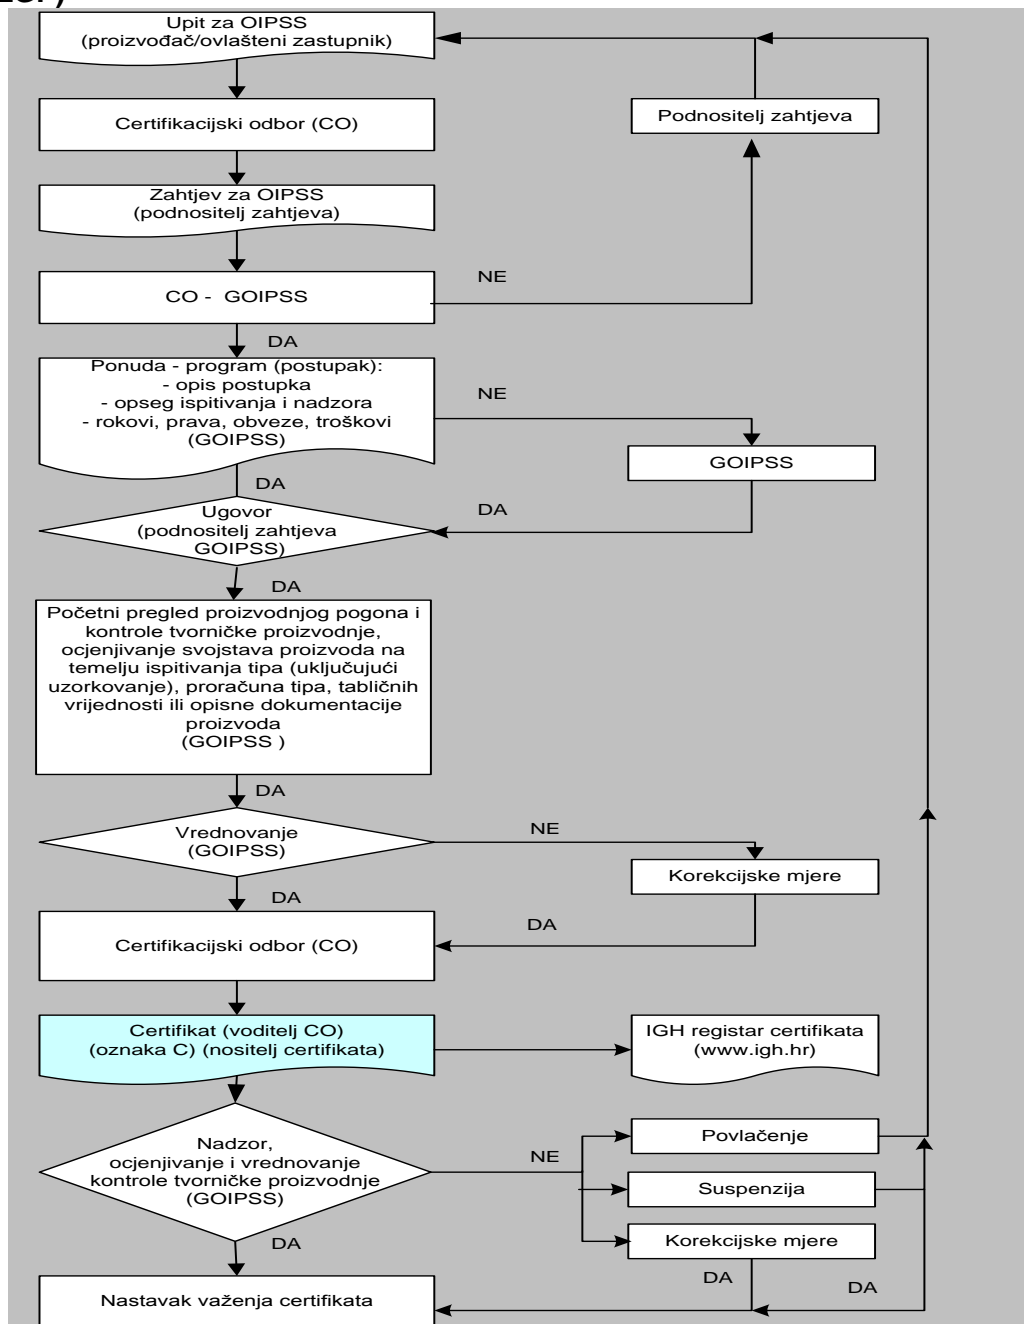 Upit za OIPSS
(proizvođač/ovlašteni zastupnik)
Certifikacijski odbor (CO)
Podnositelj zahtjeva
Zahtjev za OIPSS
(podnositelj zahtjeva)
CO - GOIPSS
NE
DA
Ponuda - program (postupak):
- opis postupka
- opseg ispitivanja i nadzora
- rokovi, prava, obveze, troškovi
(GOIPSS)
NE
GOIPSS
DA
DA
Ugovor
(podnositelj zahtjeva
GOIPSS)
DA
Početni pregled proizvodnjog pogona i
kontrole tvorničke proizvodnje,
ocjenjivanje svojstava proizvoda na
temelju ispitivanja tipa (uključujući
uzorkovanje), proračuna tipa, tabličnih
vrijednosti ili opisne dokumentacije
proizvoda
(GOIPSS )
DA
Vrednovanje
(GOIPSS)
NE
Korekcijske mjere
DA
DA
Certifikacijski odbor (CO)
Certifikat (voditelj CO)
(oznaka C) (nositelj certifikata)
IGH registar certifikata
(www.igh.hr)
Nadzor,
ocjenjivanje i vrednovanje
kontrole tvorničke proizvodnje
(GOIPSS)
NE
Povlačenje
Suspenzija
Korekcijske mjere
DA
DA
DA
Nastavak važenja certifikata